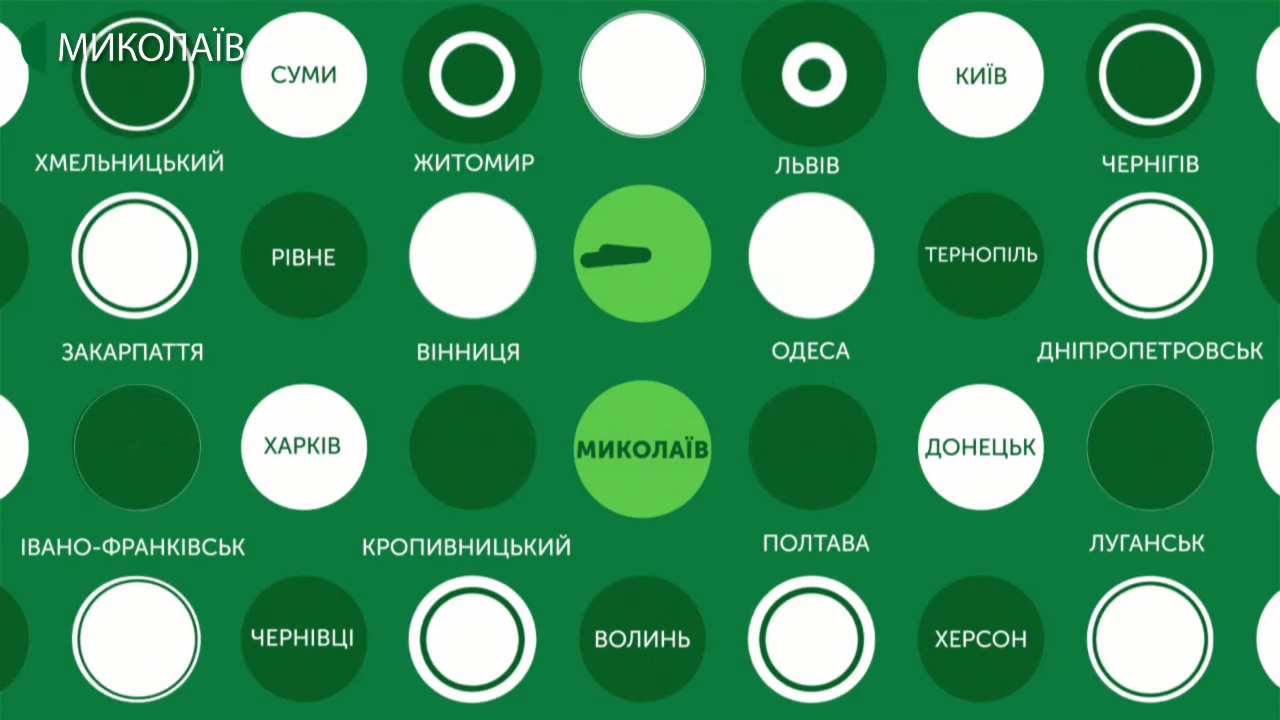 МИКОЛАЇВ
СУМИ
КИЇВ
ХМЕЛЬНИЦЬКИЙ
ЖИТОМИР
ЛЬВІВ
ЧЕРНІГІВ
РІВНЕ
ТЕРНОПІЛЬ
ЗАКАРПАТТЯ
ВІННИЦЯ
ОДЕСА
ДНІПРОПЕТРОВСЬК
ХАРКІВ
МИКОЛАЇВ
ДОНЕЦЬК
ІВАНО-ФРАНКІВСЬК
КРОПИВНИЦЬКИЙ
ПОЛТАВА
ЛУГАНСЬК
ЧЕРНІВЦІ
ВОЛИНЬ
ХЕРСОН